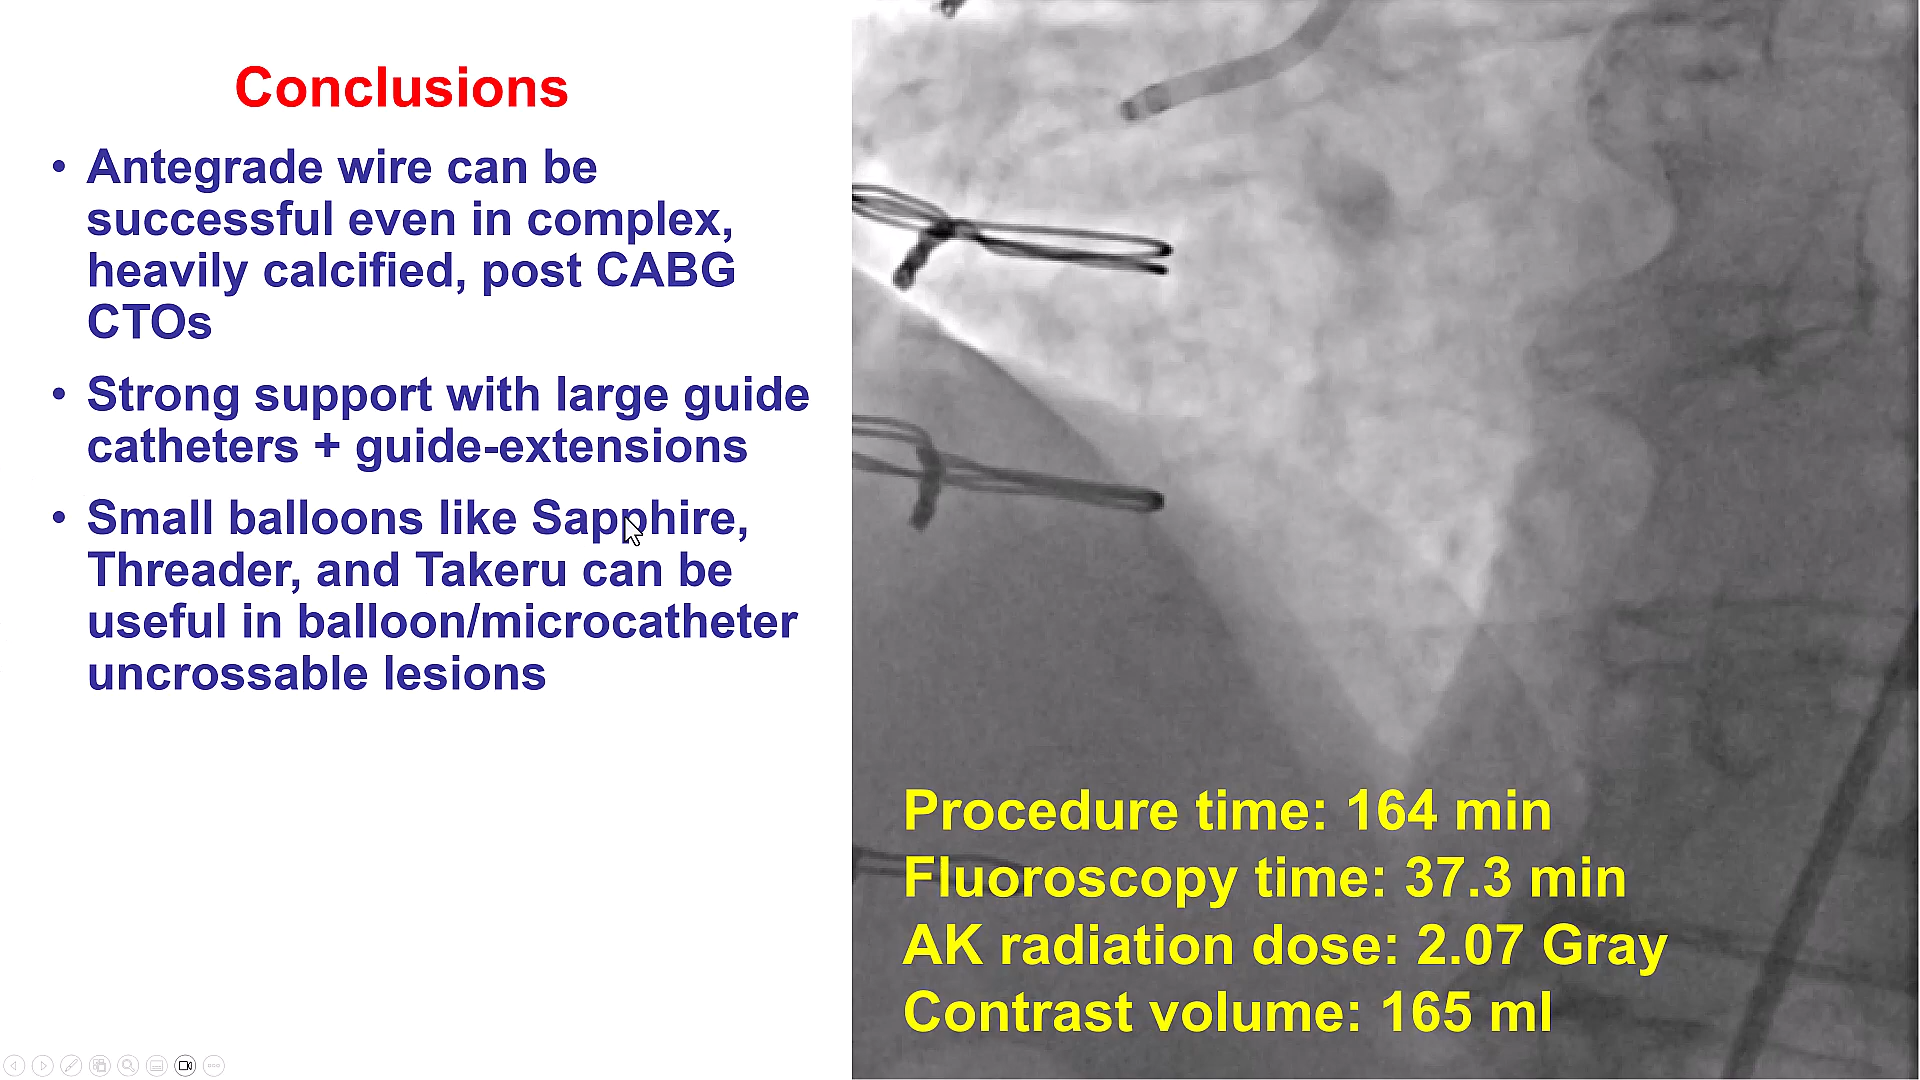 Conclusions
• Antegrade wire can be
successful even in complex,
heavily calcified, post CABG
CTOs
• Strong support with large guide
catheters + guide-extensions
• Small balloons like Sapphire,
Threader, and Takeru can be
useful in balloon/microcatheter
uncrossable lesions
Procedure time: 164 min
Fluoroscopy time: 37.3 min
AK radiation dose: 2.07 Gray
Contrast volume: 165 ml